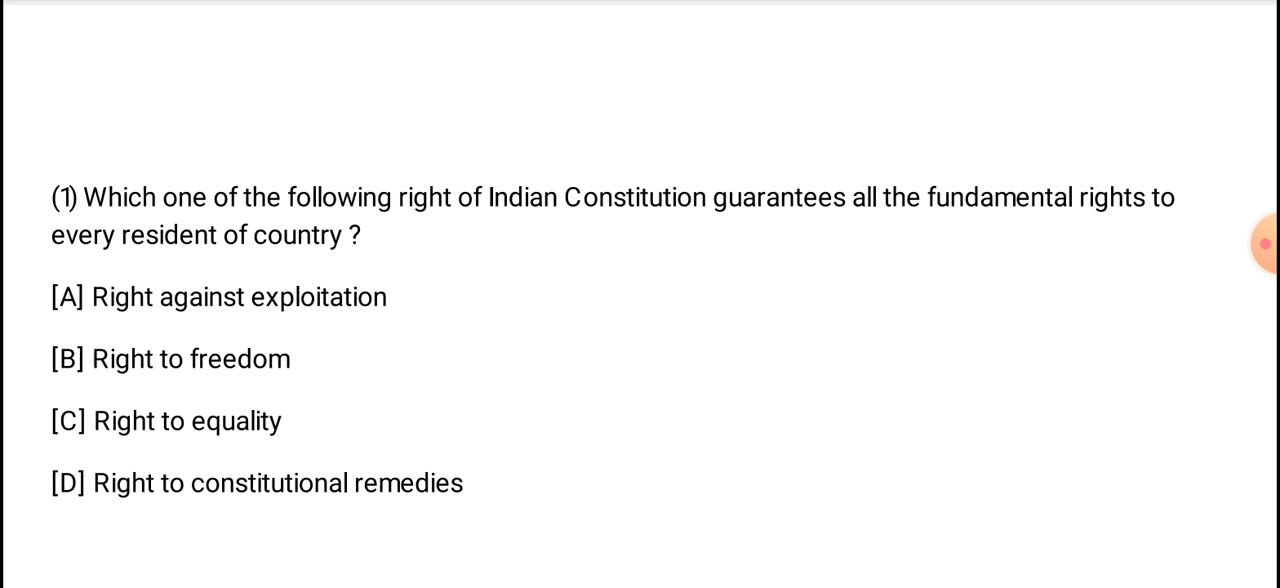 (1) Which one of the following right of Indian Constitution guarantees all the fundamental rights to
every resident of country ?
[A] Right against exploitation
[B] Right to freedom
[C] Right to equality
[D] Right to constitutional remedies